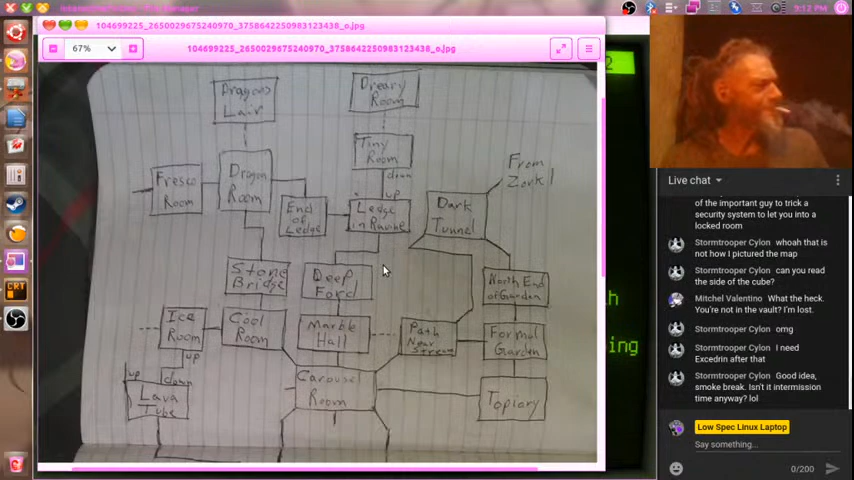 9:12 PM
104699225_2650029675240970_3758642250983123438_o.jpg
67%
104699225_2650029675240970_3758642250983123438_o.jpg
Dragons
Lair
Dreary
Room
Tiny
Room
down
up
From
Zork I
Fresco
Room
Dragon
Room
End
of
Ledge
Ledge
in Ravine
Dark
Tunnel
Stone
Bridge
Deep
Ford
North End
of Garden
Ice
Room
Cool
Room
Marble
Hall
Path
Near
Stream
Formal
Garden
up
up
down
Lava
Tube
Carousel
Room
Topiary
2
h
ing
CRT
Live chat
of the important guy to trick a
security system to let you into a
locked room
Stormtrooper Cylon whoah that is
not how I pictured the map
Stormtrooper Cylon can you read
the side of the cube?
Mitchel Valentino What the heck.
You're not in the vault? I'm lost.
Stormtrooper Cylon omg
Stormtrooper Cylon I need
Excedrin after that
Stormtrooper Cylon Good idea,
smoke break. Isn't it intermission
time anyway? lol
Low Spec Linux Laptop
Say something...
0/200